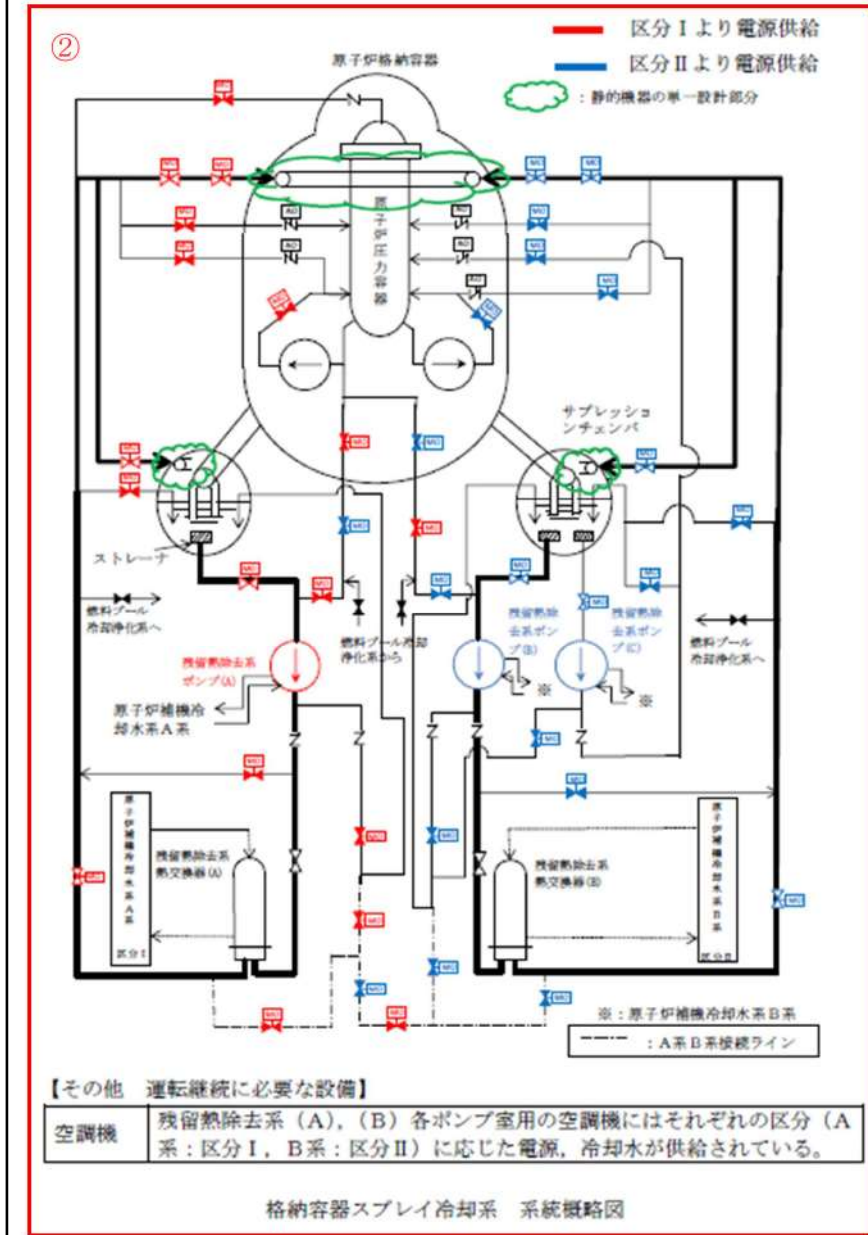 ②
区分Ⅰより電源供給
区分Ⅱより電源供給
：静的機器の単一設計部分
原子炉格納容器
原子炉圧力容器
サプレッショ
ンチェンバ
ストレーナ
燃料プール
冷却浄化系へ
燃料プール冷却
浄化系から
残留熱除去系
ポンプ(A)
残留熱除
去系ポン
プ(B)
残留熱除
去系ポン
プ(C)
燃料プール
冷却浄化系へ
※
※
原子炉補機冷
却水系A系
原子炉補機冷却水系A系
区分Ⅰ
残留熱除去系
熱交換器(A)
残留熱除去系
熱交換器(B)
原子炉補機冷却水系B系
区分Ⅱ
※：原子炉補機冷却水系B系
：A系B系接続ライン
【その他　運転継続に必要な設備】
空調機
残留熱除去系（A），（B）各ポンプ室用の空調機にはそれぞれの区分（A
系：区分Ⅰ，B系：区分Ⅱ）に応じた電源，冷却水が供給されている。
格納容器スプレイ冷却系　系統概略図